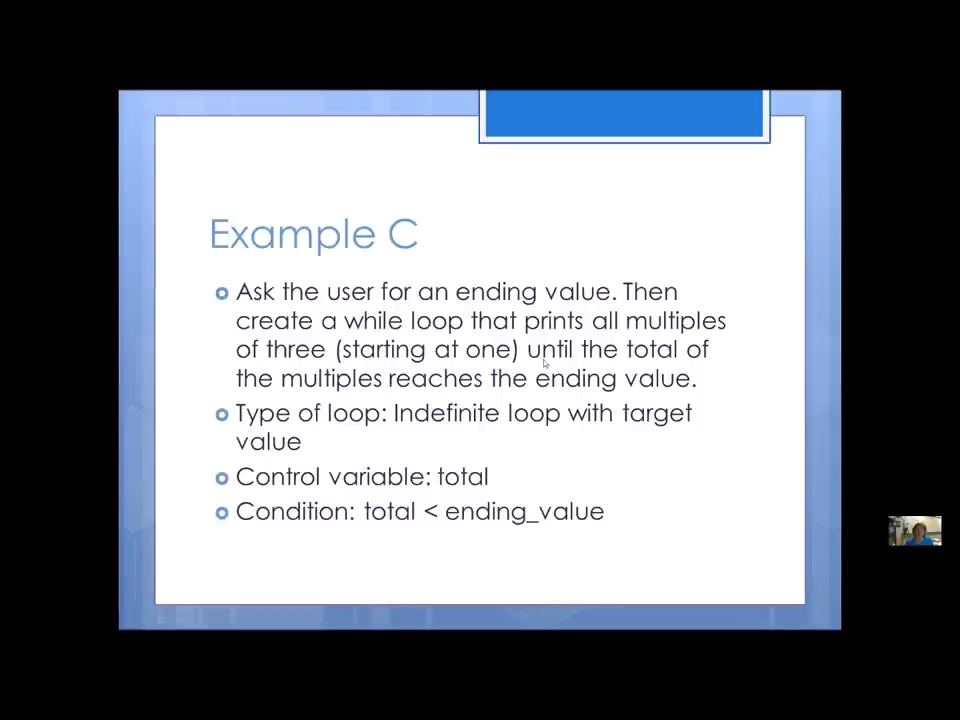 Example C
Ask the user for an ending value. Then
create a while loop that prints all multiples
of three (starting at one) until the total of
the multiples reaches the ending value.
Type of loop: Indefinite loop with target
value
Control variable: total
Condition: total < ending_value